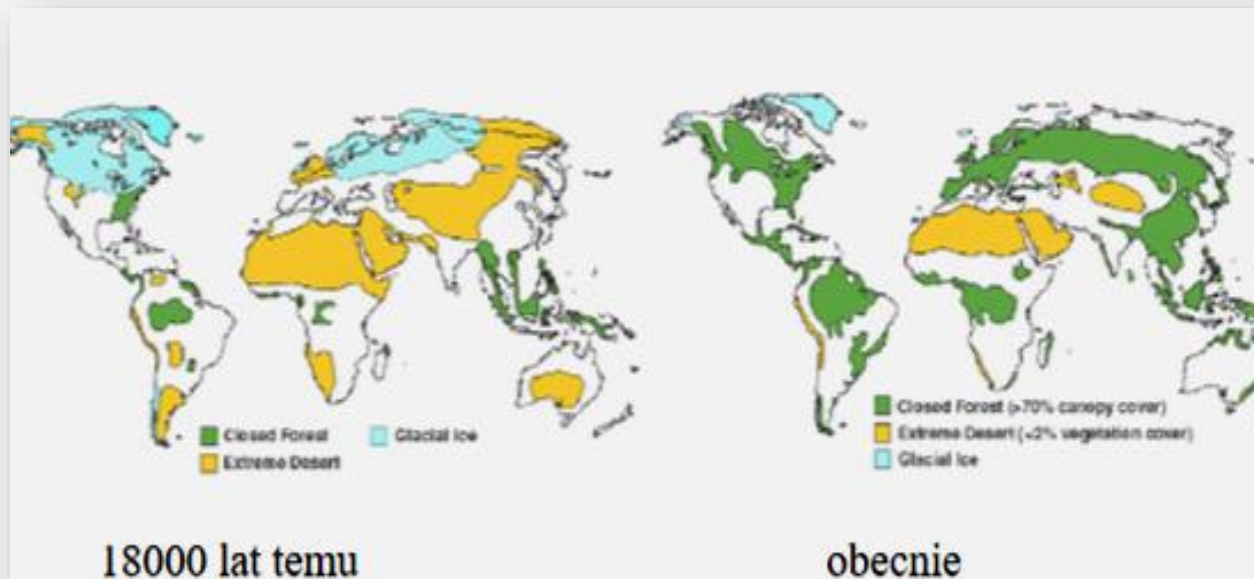 Closed Forest
Glacial Ice
Extreme Desert
Closed Forest (>70% canopy cover)
Extreme Desert (<2% vegetation cover)
Glacial Ice
18000 lat temu
obecnie